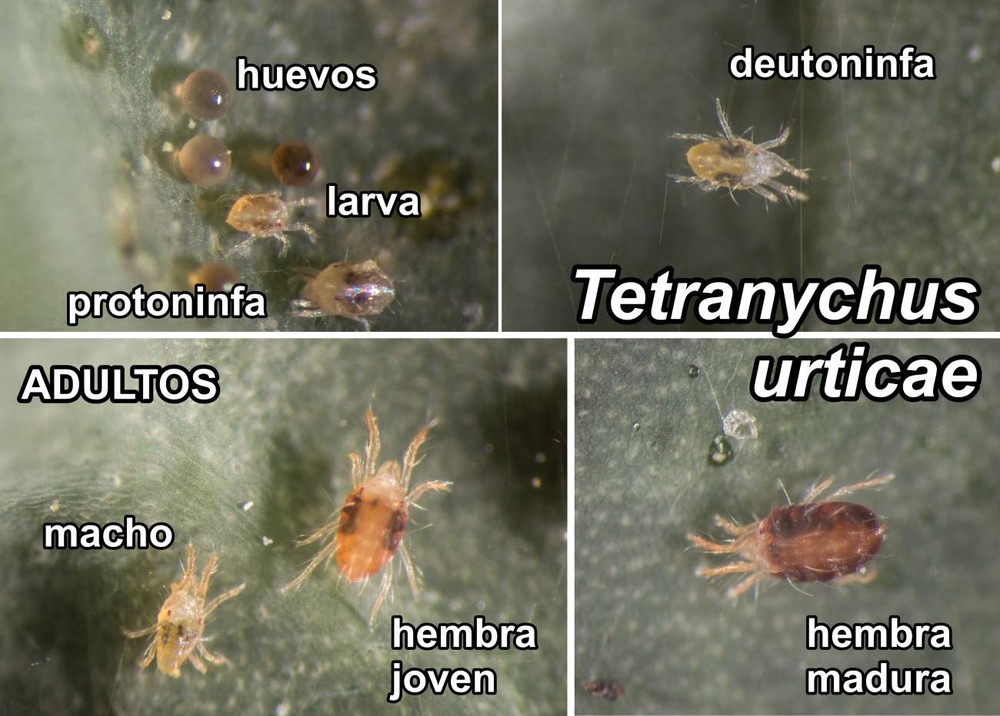 huevos
larva
protoninfa
deutoninfa
Tetranychus
urticae
ADULTOS
macho
hembra
joven
hembra
madura